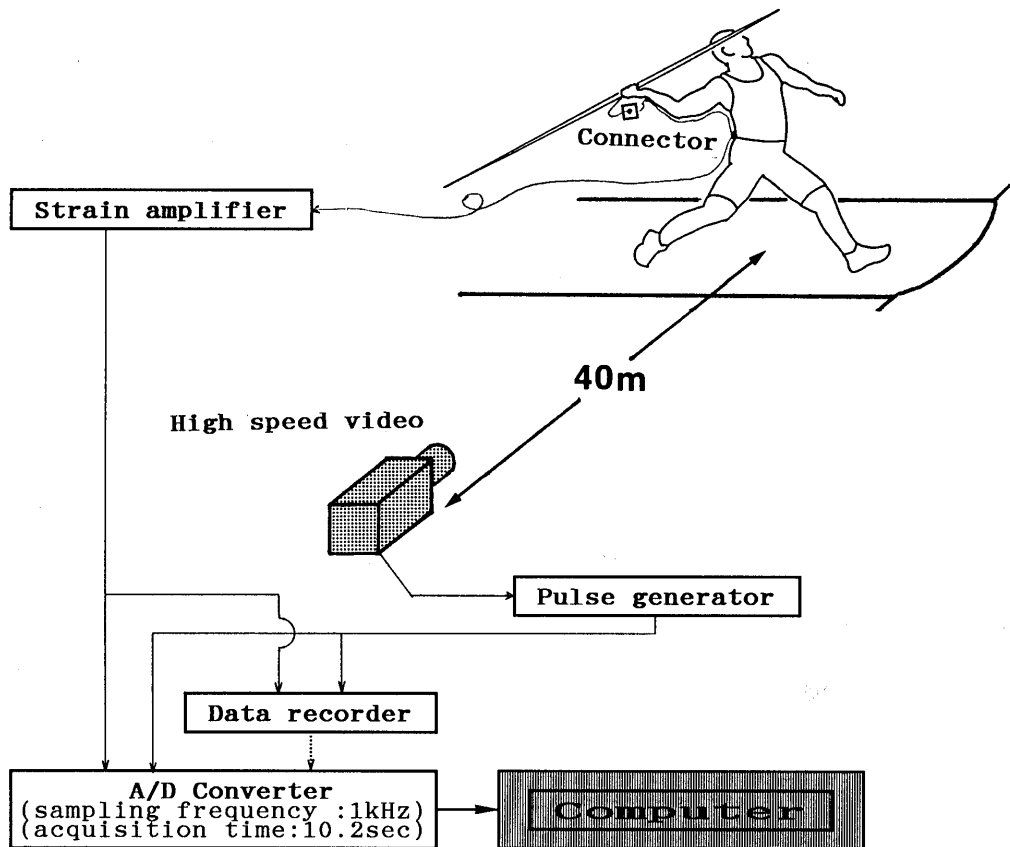 Connector
Strain amplifier
40m
High speed video
Pulse generator
Data recorder
A/D Converter
(sampling frequency :1kHz)
(acquisition time:10.2sec)
Computer